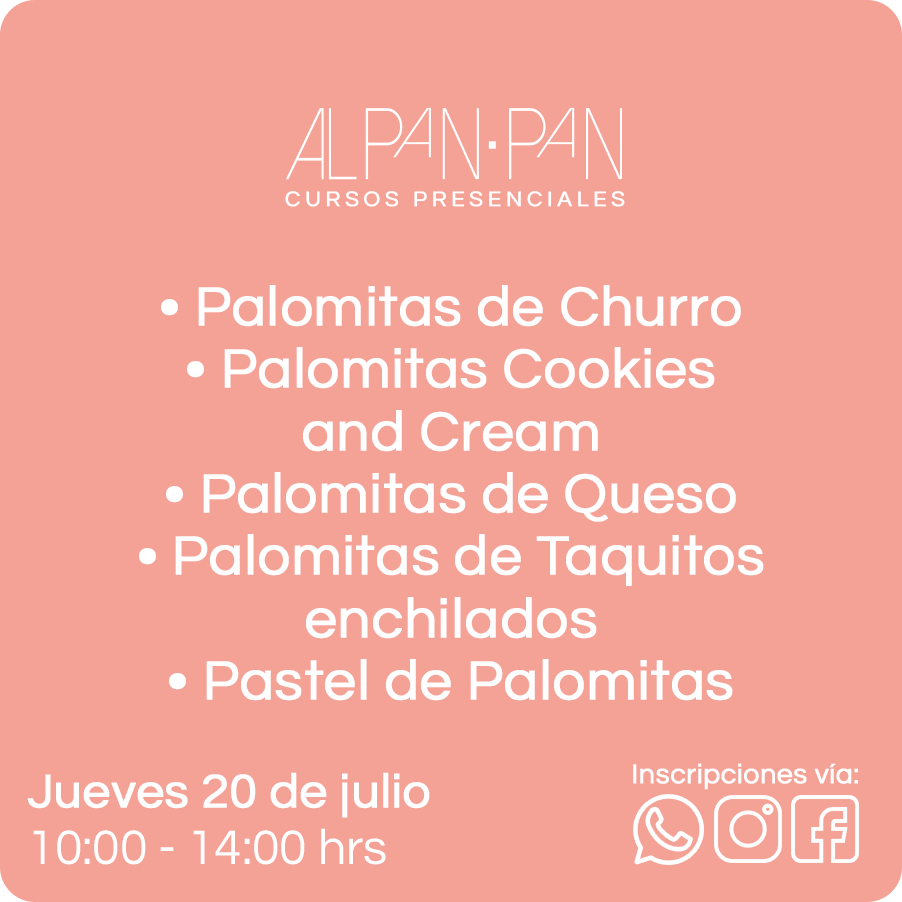 ALPAN·PAN
CURSOS PRESENCIALES
• Palomitas de Churro
• Palomitas Cookies
and Cream
• Palomitas de Queso
• Palomitas de Taquitos
enchilados
• Pastel de Palomitas
Jueves 20 de julio
10:00 - 14:00 hrs
Inscripciones vía: